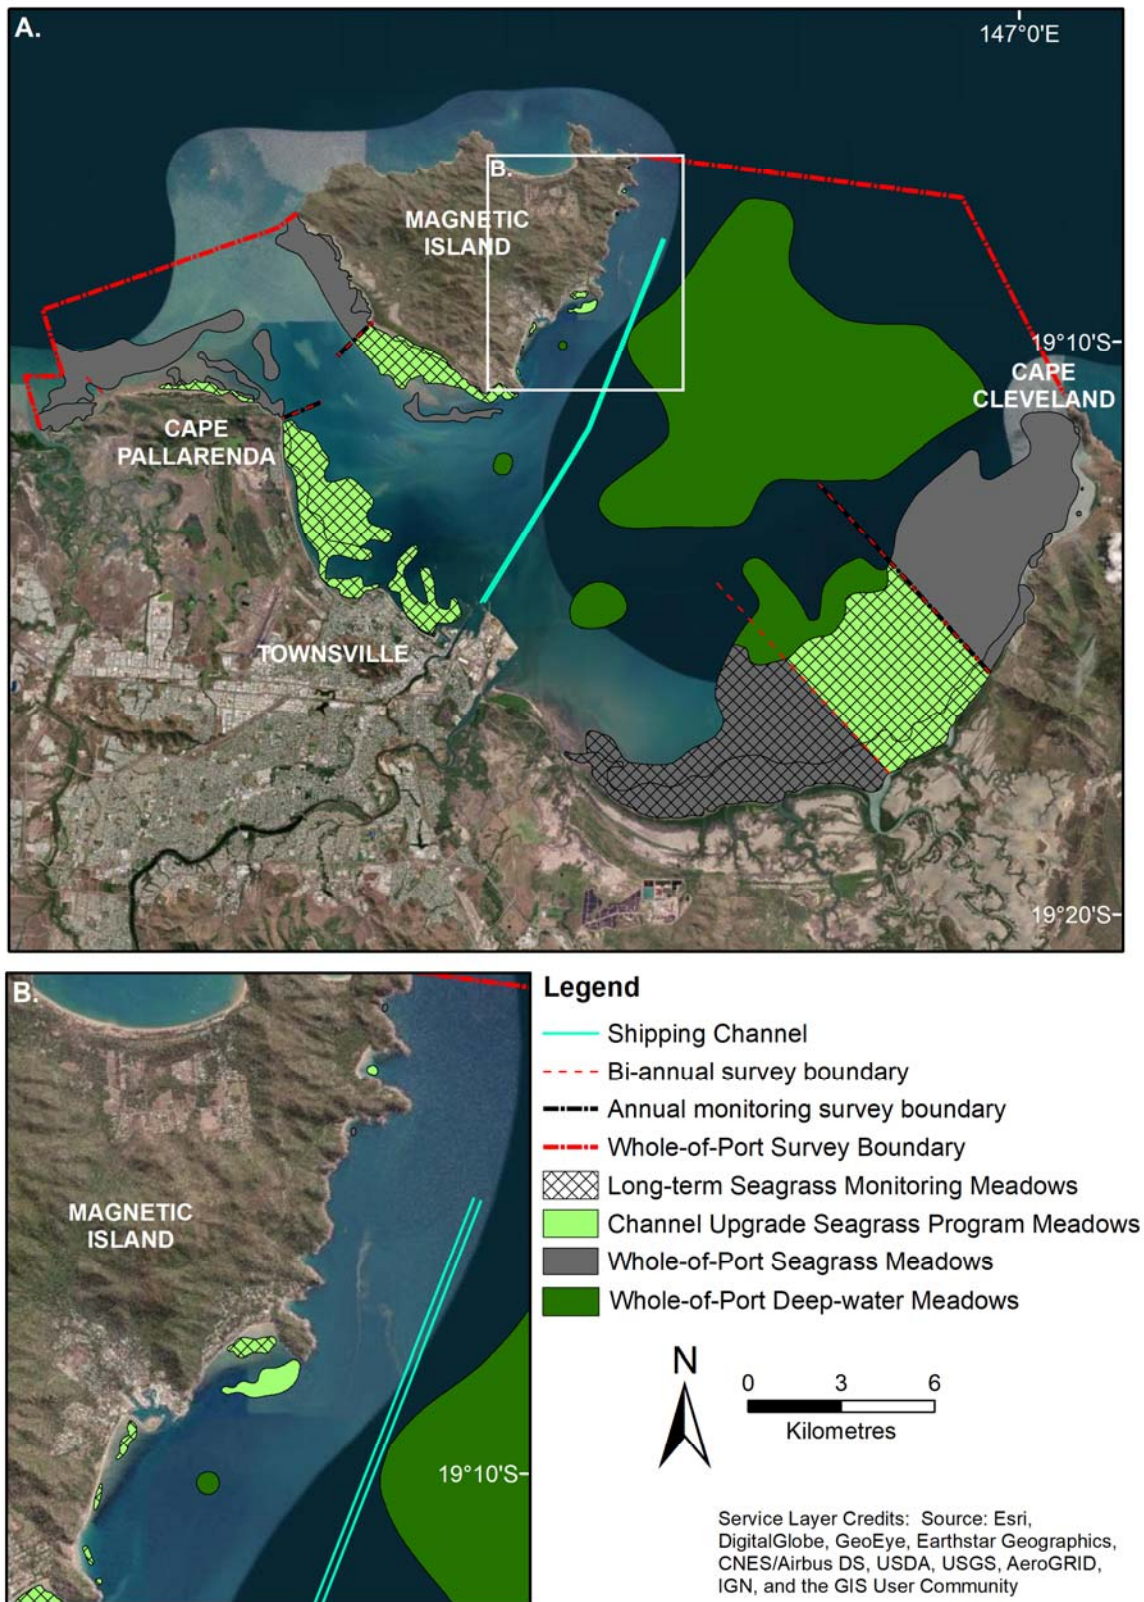 A.
147°0'E
B.
MAGNETIC
ISLAND
19°10'S
CAPE
CLEVELAND
CAPE
PALLARENDA
TOWNSVILLE
19°20'S
B.
MAGNETIC
ISLAND
19°10'S
Legend
Shipping Channel
Bi-annual survey boundary
Annual monitoring survey boundary
Whole-of-Port Survey Boundary
Long-term Seagrass Monitoring Meadows
Channel Upgrade Seagrass Program Meadows
Whole-of-Port Seagrass Meadows
Whole-of-Port Deep-water Meadows
N
0 3 6
Kilometres
Service Layer Credits: Source: Esri,
DigitalGlobe, GeoEye, Earthstar Geographics,
CNES/Airbus DS, USDA, USGS, AeroGRID,
IGN, and the GIS User Community